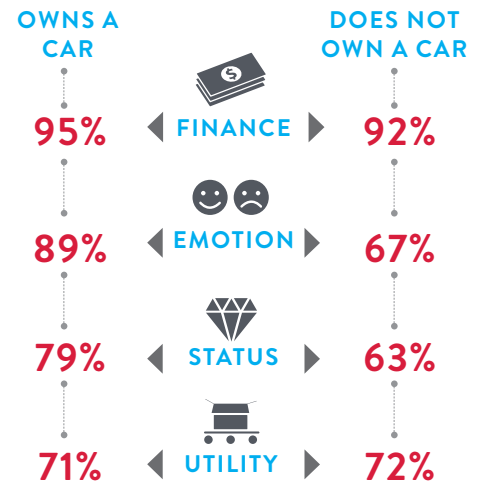 OWNS A
CAR
DOES NOT
OWN A CAR
$
95% FINANCE 92%
89% EMOTION 67%
79% STATUS 63%
71% UTILITY 72%